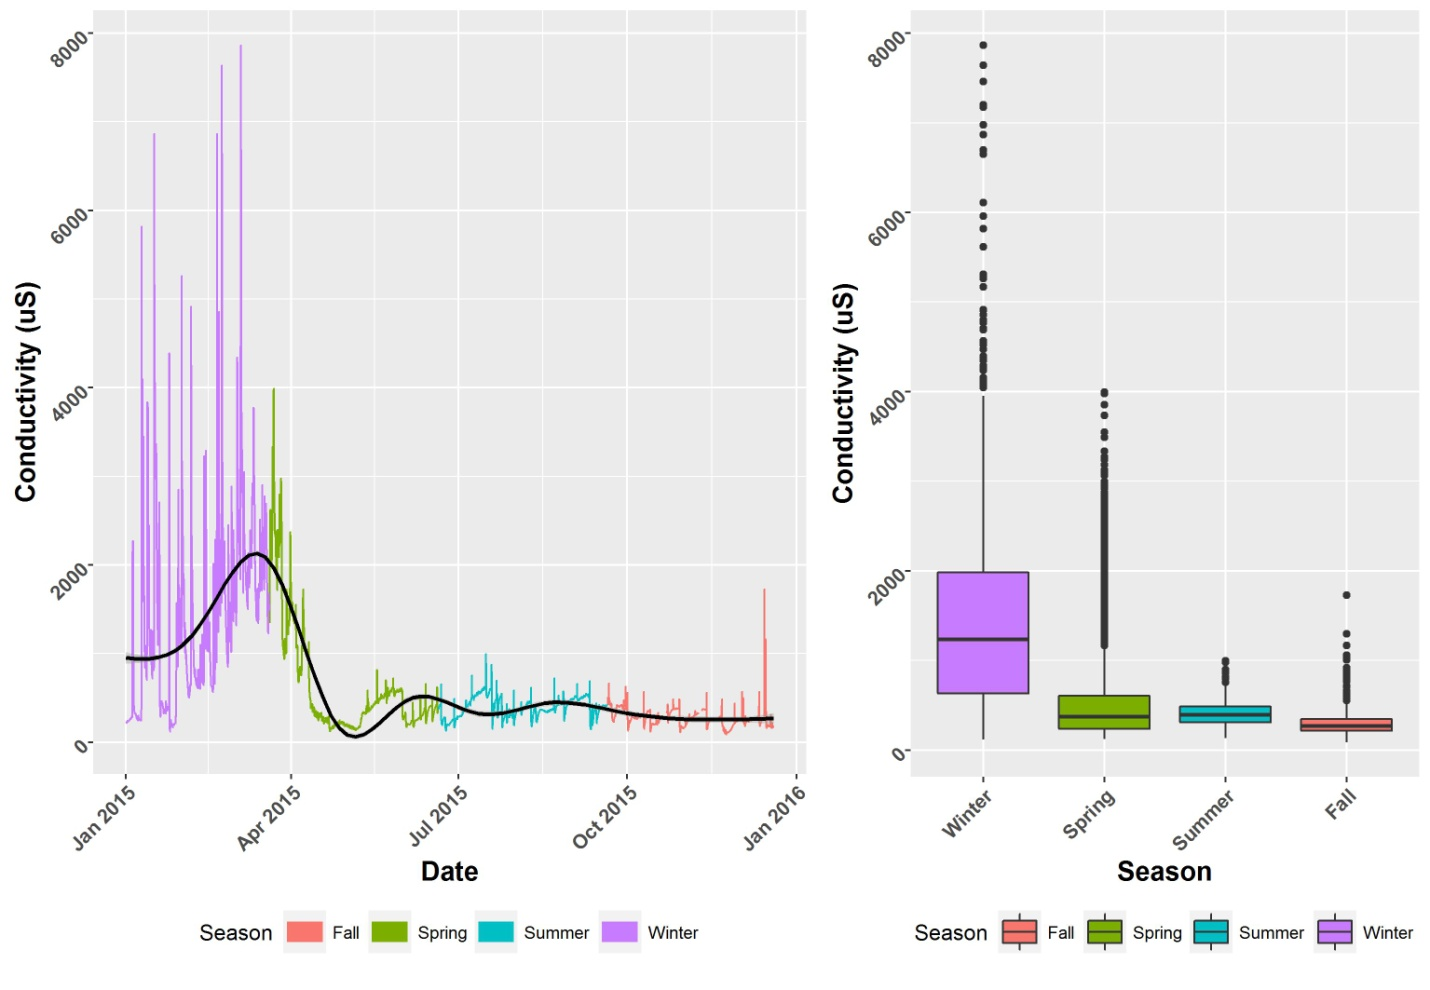 8000
6000
4000
2000
0
Conductivity (uS)
Jan 2015
Apr 2015
Jul 2015
Oct 2015
Jan 2016
Date
Season Fall Spring Summer Winter
8000
6000
4000
2000
0
Conductivity (uS)
Winter
Spring
Summer
Fall
Season
Season Fall Spring Summer Winter